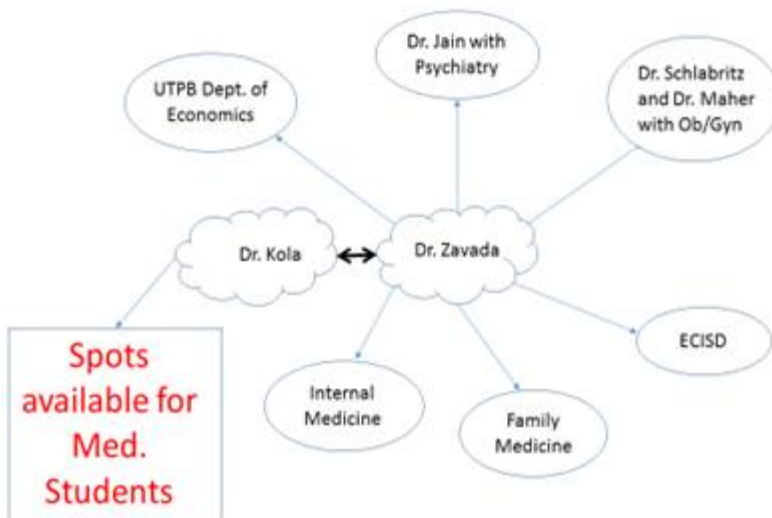 Dr. Jain with
Psychiatry
UTPB Dept. of
Economics
Dr. Schlabritz
and Dr. Maher
with Ob/Gyn
Dr. Kola
Dr. Zavada
ECISD
Spots
available for
Med.
Students
Internal
Medicine
Family
Medicine